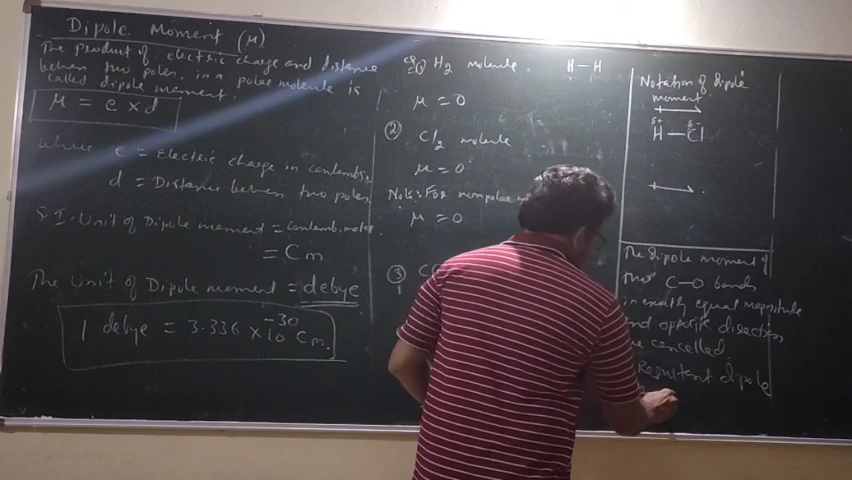 Dipole Moment (μ)
The product of electric charge and distance
between two poles in a polar molecule is
called dipole moment.
μ = e × d
where e = Electric charge in coulombs
d = Distance between two poles.
S.I. Unit of Dipole moment = coulomb. meter
= Cm
The Unit of Dipole moment = debye
1 debye = 3.336 × 10⁻³⁰ Cm.
① H₂ molecule. H — H
μ = 0
② Cl₂ molecule
μ = 0
Note: For nonpolar
μ = 0
③
Notation of dipole
moment
δ+ δ-
H — Cl
The dipole moment of
two C—O bonds
in exactly equal magnitude
and opposite direction
cancelled
Resultent dipole